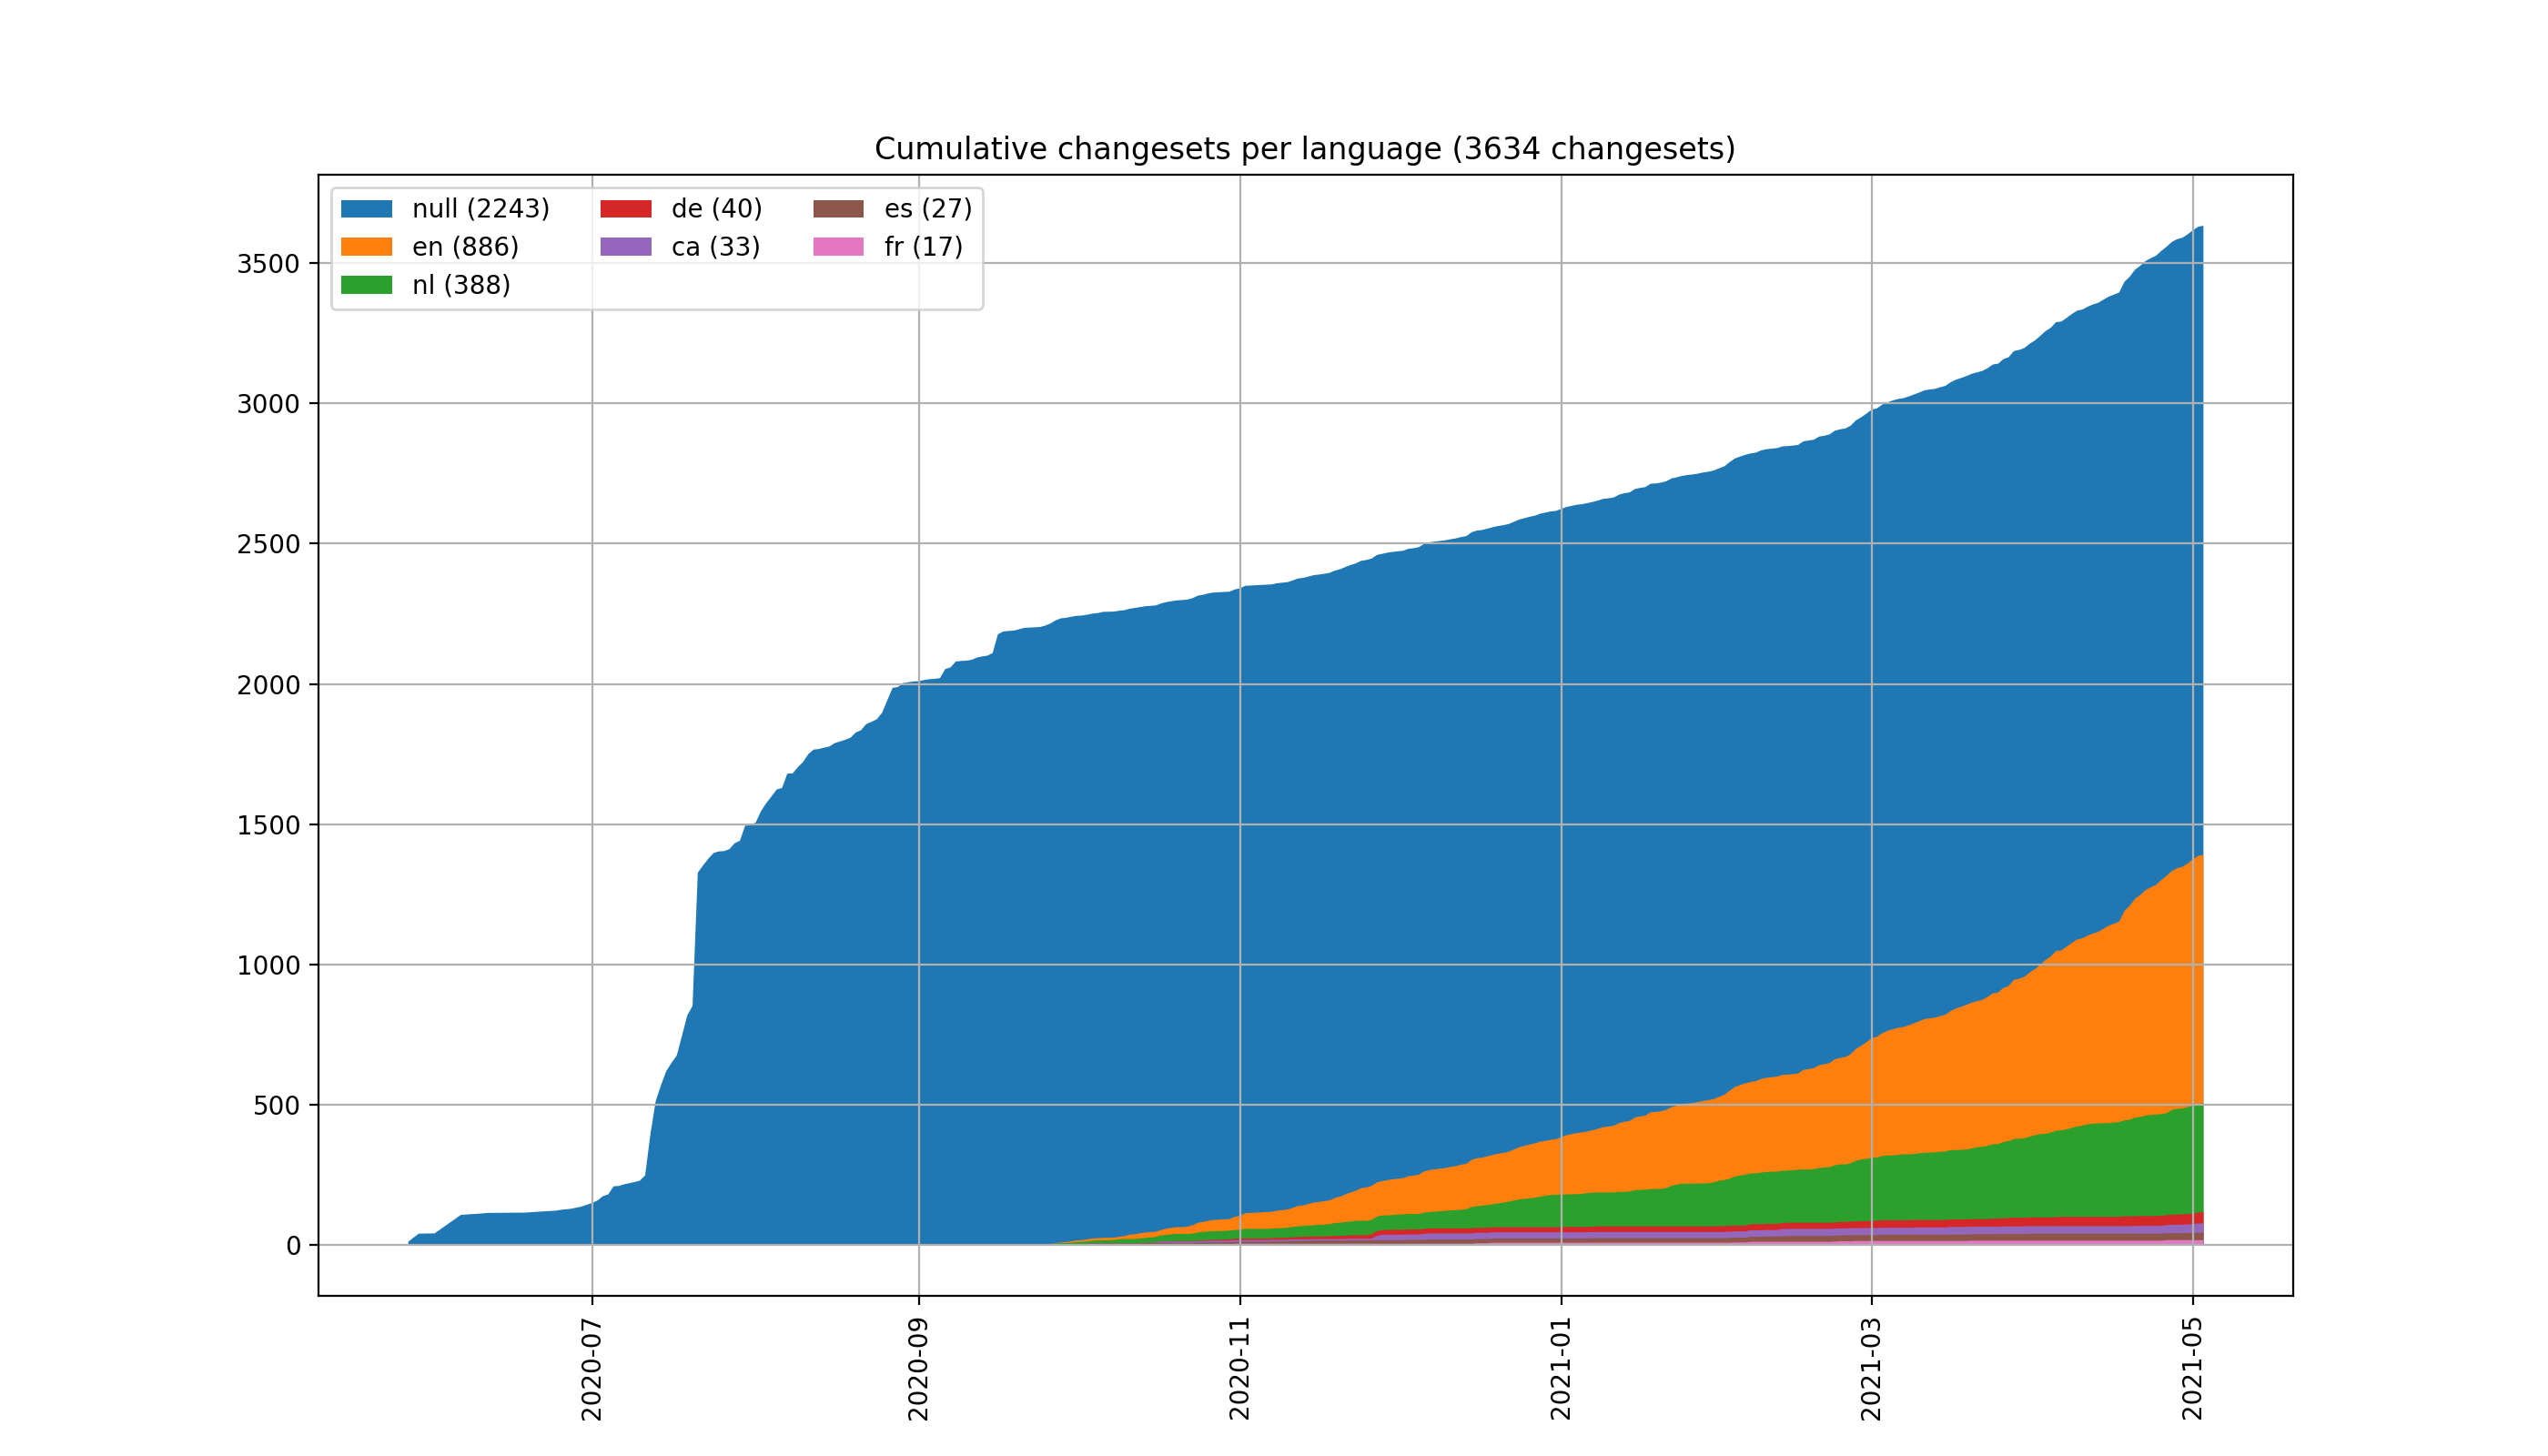 Cumulative changesets per language (3634 changesets)
null (2243)
en (886)
nl (388)
de (40)
ca (33)
es (27)
fr (17)
3500
3000
2500
2000
1500
1000
500
0
2020-07
2020-09
2020-11
2021-01
2021-03
2021-05